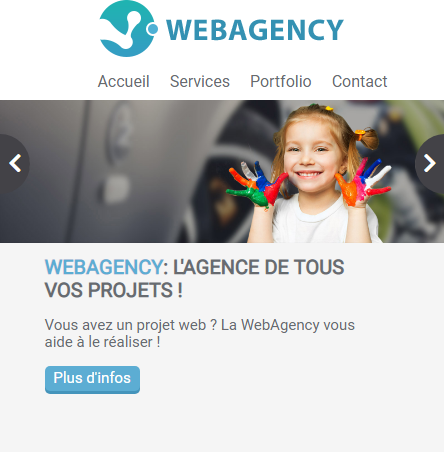 WEBAGENCY
Accueil Services Portfolio Contact
WEBAGENCY: L'AGENCE DE TOUS
VOS PROJETS !
Vous avez un projet web ? La WebAgency vous
aide à le réaliser !
Plus d'infos